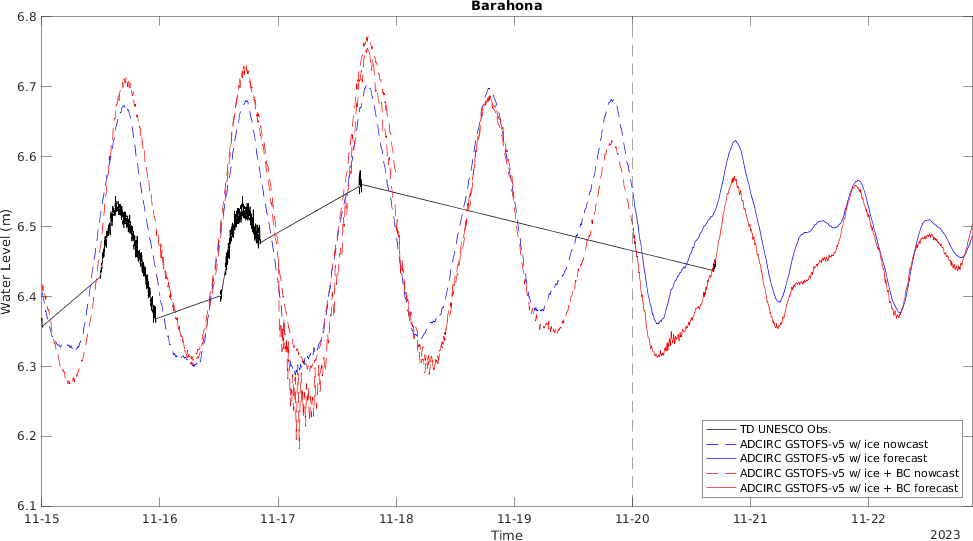 Barahona
6.8
6.7
6.6
6.5
6.4
6.3
6.2
6.1
Water Level (m)
11-15
11-16
11-17
11-18
11-19
11-20
11-21
11-22
Time
2023
TD UNESCO Obs.
ADCIRC GSTOFS-v5 w/ ice nowcast
ADCIRC GSTOFS-v5 w/ ice forecast
ADCIRC GSTOFS-v5 w/ ice + BC nowcast
ADCIRC GSTOFS-v5 w/ ice + BC forecast